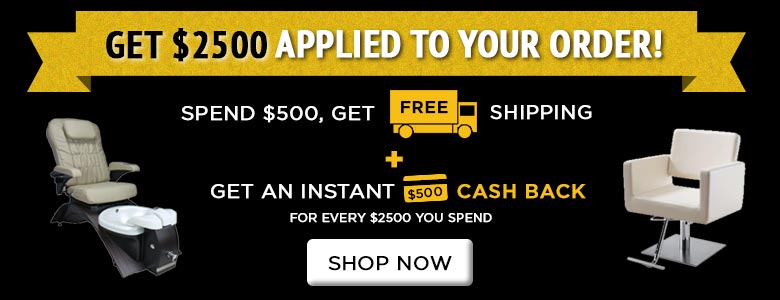 GET $2500 APPLIED TO YOUR ORDER!
SPEND $500, GET FREE SHIPPING
+
GET AN INSTANT $500 CASH BACK
FOR EVERY $2500 YOU SPEND
SHOP NOW